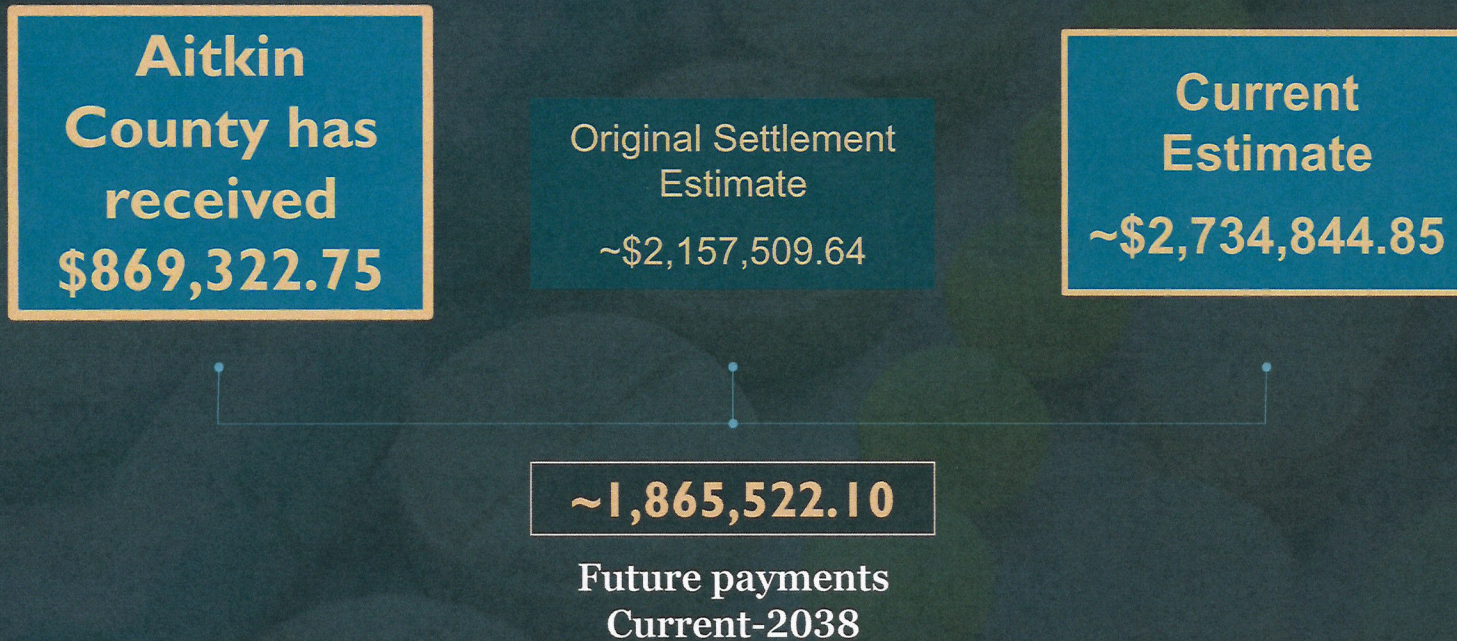 Aitkin
County has
received
$869,322.75
Original Settlement
Estimate
~$2,157,509.64
Current
Estimate
~$2,734,844.85
~1,865,522.10
Future payments
Current-2038